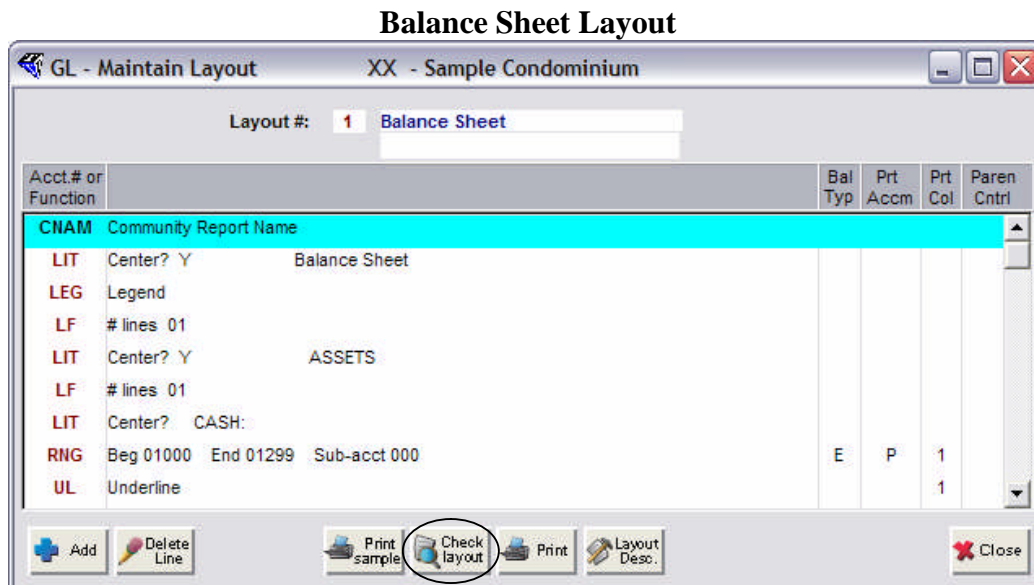 Balance Sheet Layout
GL - Maintain Layout XX - Sample Condominium
Layout #: 1 Balance Sheet
Acct.# or Function Bal Typ Prt Accm Prt Col Paren Cntrl
CNAM Community Report Name
LIT Center? Y Balance Sheet
LEG Legend
LF # lines 01
LIT Center? Y ASSETS
LF # lines 01
LIT Center? CASH:
RNG Beg 01000 End 01299 Sub-acct 000 E P 1
UL Underline 1
Add Delete Line Print sample Check layout Print Layout Desc. Close